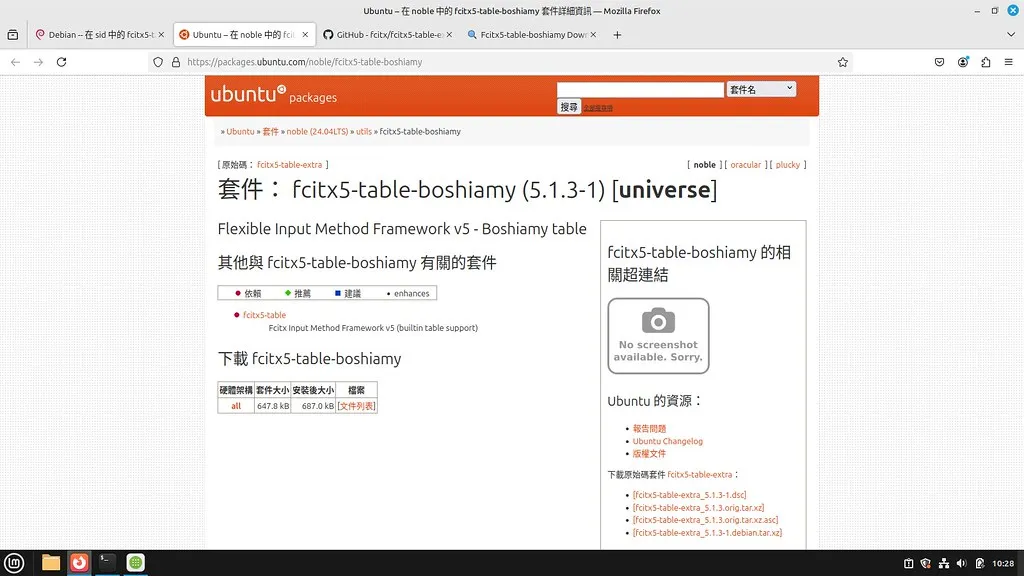 Ubuntu – 在 noble 中的 fcitx5-table-boshiamy 套件詳細資訊 — Mozilla Firefox
Debian -- 在 sid 中的 fcitx5-t
Ubuntu – 在 noble 中的 fci
GitHub - fcitx/fcitx5-table-e
Fcitx5-table-boshiamy Dow
https://packages.ubuntu.com/noble/fcitx5-table-boshiamy
ubuntu packages
套件名
搜尋
» Ubuntu » 套件 » noble (24.04LTS) » utils » fcitx5-table-boshiamy
[ 原始碼： fcitx5-table-extra ]
[ noble ] [ oracular ] [ plucky ]
套件： fcitx5-table-boshiamy (5.1.3-1) [universe]
Flexible Input Method Framework v5 - Boshiamy table
其他與 fcitx5-table-boshiamy 有關的套件
依賴 推薦 建議 enhances
fcitx5-table
Fcitx Input Method Framework v5 (builtin table support)
下載 fcitx5-table-boshiamy
硬體架構 套件大小 安裝後大小 檔案
all 647.8 kB 687.0 kB [文件列表]
fcitx5-table-boshiamy 的相
關超連結
No screenshot
available. Sorry.
Ubuntu 的資源：
報告問題
Ubuntu Changelog
版權文件
下載原始碼套件 fcitx5-table-extra：
[fcitx5-table-extra_5.1.3-1.dsc]
[fcitx5-table-extra_5.1.3.orig.tar.xz]
[fcitx5-table-extra_5.1.3.orig.tar.xz.asc]
[fcitx5-table-extra_5.1.3-1.debian.tar.xz]
10:28